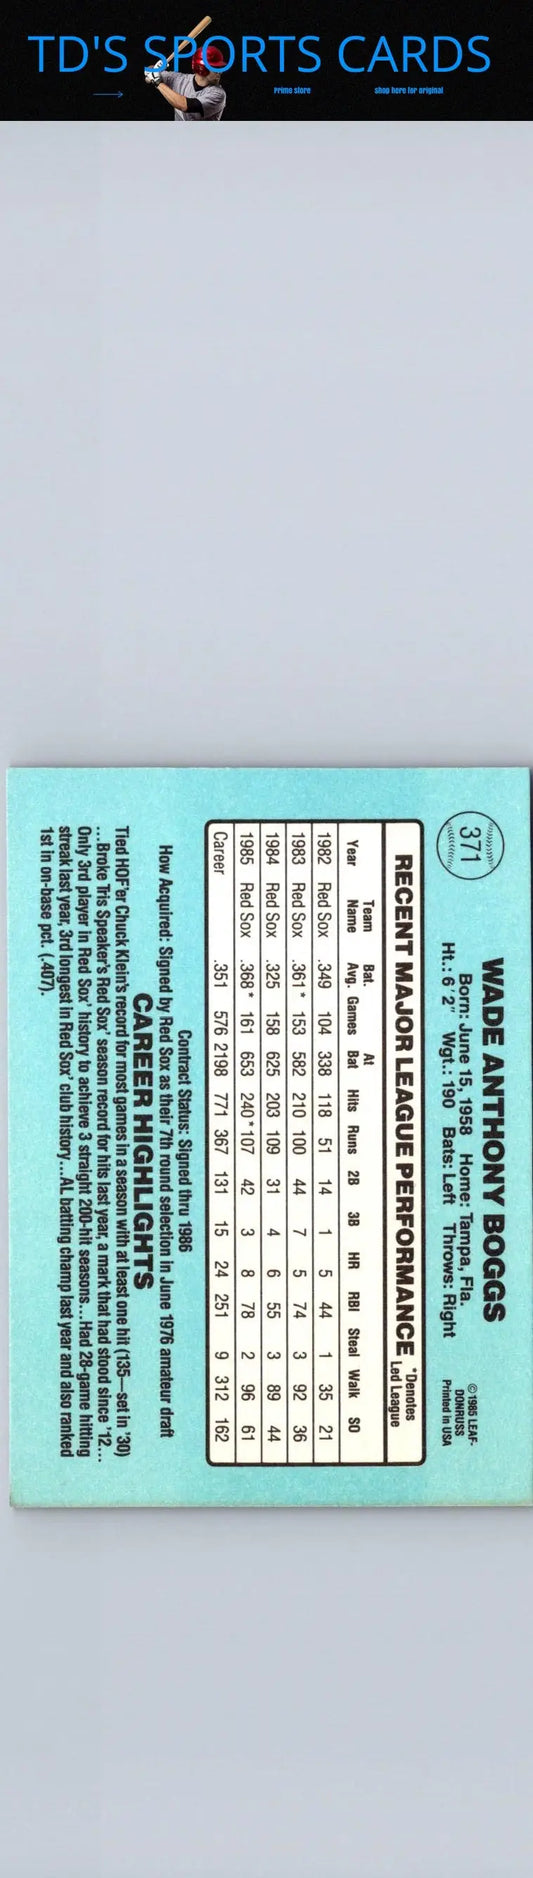 TD'S SPORTS CARDS
Prime store
shop here for original
371
WADE ANTHONY BOGGS
Born: June 15, 1958 Home: Tampa, Fla.
Ht.: 6'2" Wgt.: 190 Bats: Left Throws: Right
©1985 LEAF-
DONRUSS
Printed in USA
RECENT MAJOR LEAGUE PERFORMANCE
*Denotes
Led League
Year Team Name Bat. Avg. Games At Bat Hits Runs 2B 3B HR RBI Steal Walk SO
1982 Red Sox .349 104 338 118 51 14 1 5 44 1 35 21
1983 Red Sox .361* 153 582 210 100 44 7 5 74 3 92 36
1984 Red Sox .325 158 625 203 109 31 4 6 55 3 89 44
1985 Red Sox .368* 161 653 240* 107 42 3 8 78 2 96 61
Career .351 576 2198 771 367 131 15 24 251 9 312 162
Contract Status: Signed thru 1986
How Acquired: Signed by Red Sox as their 7th round selection in June 1976 amateur draft
CAREER HIGHLIGHTS
Tied HOF'er Chuck Klein's record for most games in a season with at least one hit (135—set in '30)
...Broke Tris Speaker's Red Sox' season record for hits last year, a mark that had stood since '12...
Only 3rd player in Red Sox' history to achieve 3 straight 200-hit seasons...Had 28-game hitting
streak last year, 3rd longest in Red Sox' club history...AL batting champ last year and also ranked
1st in on-base pct. (.407).